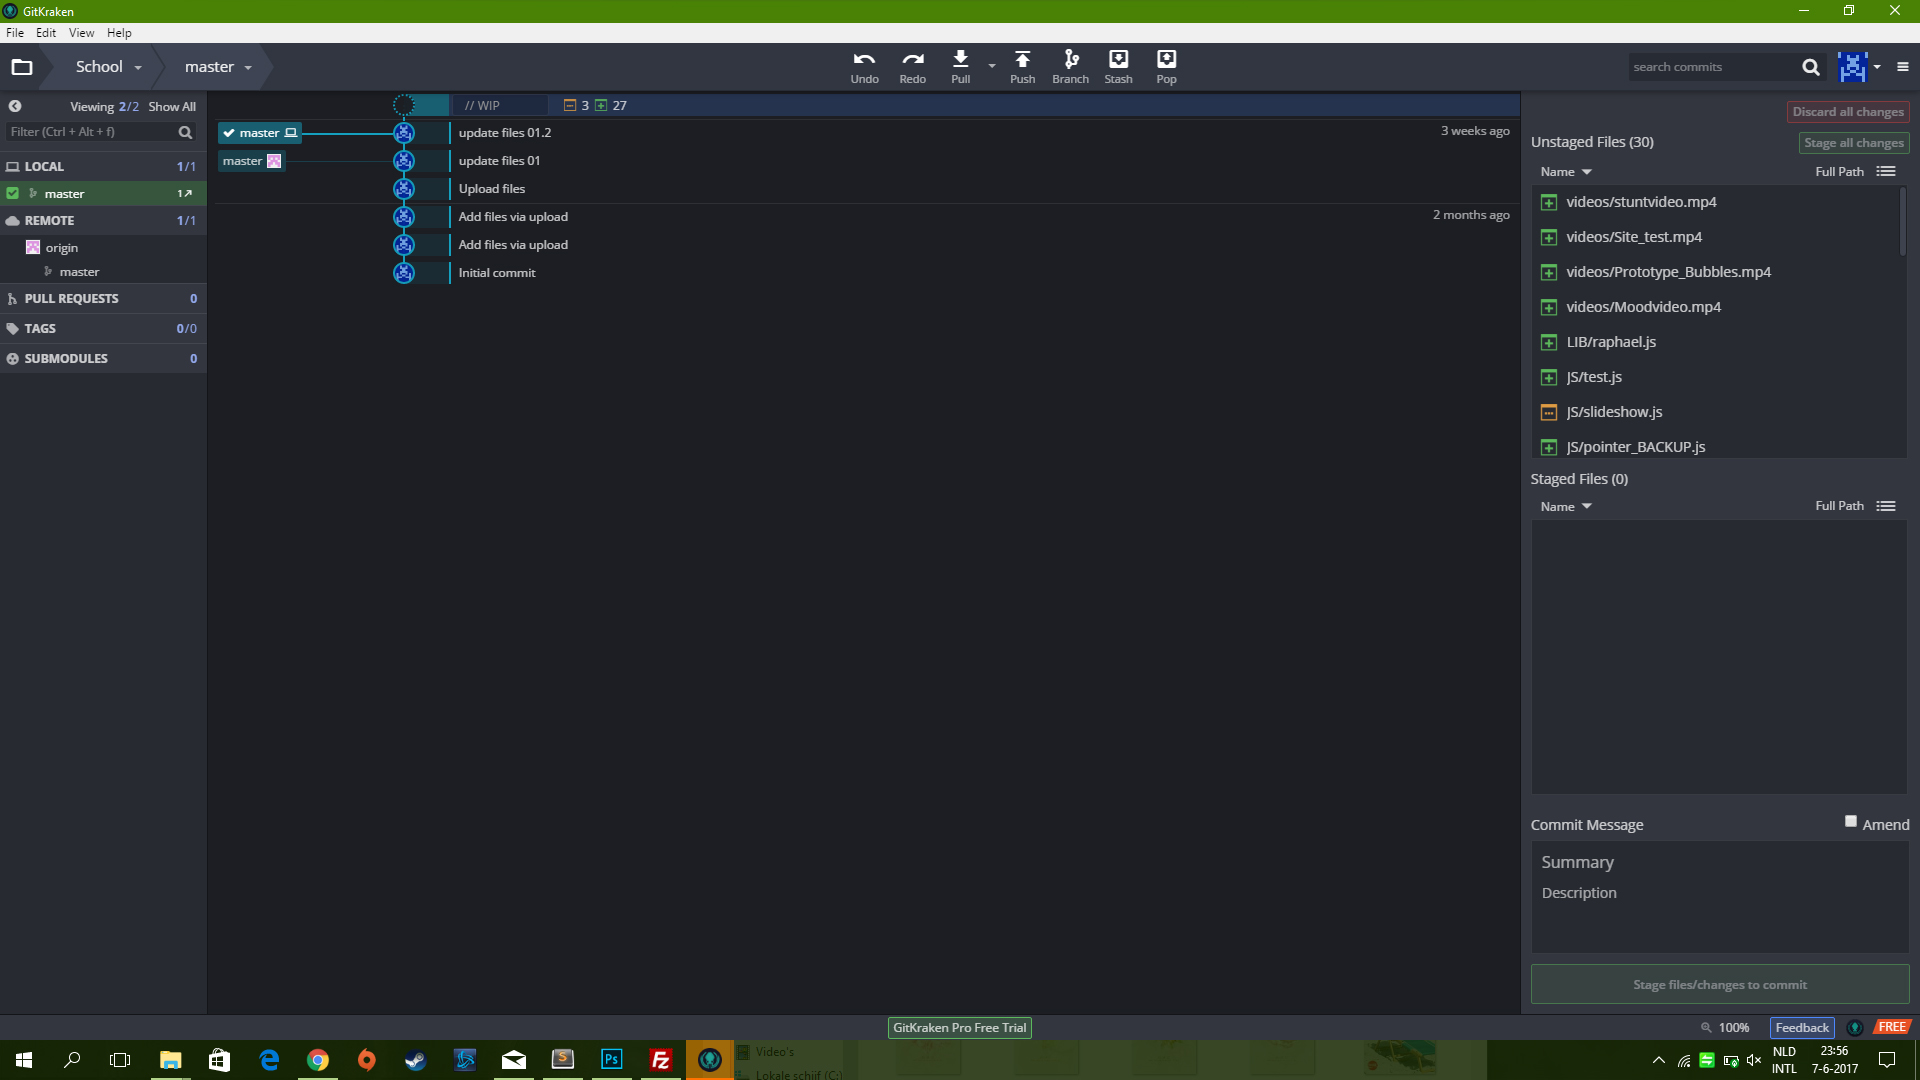 GitKraken
File Edit View Help
School master
Undo Redo Pull Push Branch Stash Pop
search commits
Viewing 2/2 Show All
Filter (Ctrl + Alt + f)
LOCAL 1/1
master 1
REMOTE 1/1
origin
master
PULL REQUESTS 0
TAGS 0/0
SUBMODULES 0
// WIP 3 27
master update files 01.2 3 weeks ago
master update files 01
Upload files
Add files via upload 2 months ago
Add files via upload
Initial commit
Discard all changes
Unstaged Files (30) Stage all changes
Name Full Path
videos/stuntvideo.mp4
videos/Site_test.mp4
videos/Prototype_Bubbles.mp4
videos/Moodvideo.mp4
LIB/raphael.js
JS/test.js
JS/slideshow.js
JS/pointer_BACKUP.js
Staged Files (0)
Name Full Path
Commit Message Amend
Summary
Description
Stage files/changes to commit
GitKraken Pro Free Trial
100% Feedback FREE
Ps Fz
Video's
Lokale schijf (C:)
NLD
INTL
23:56
7-6-2017